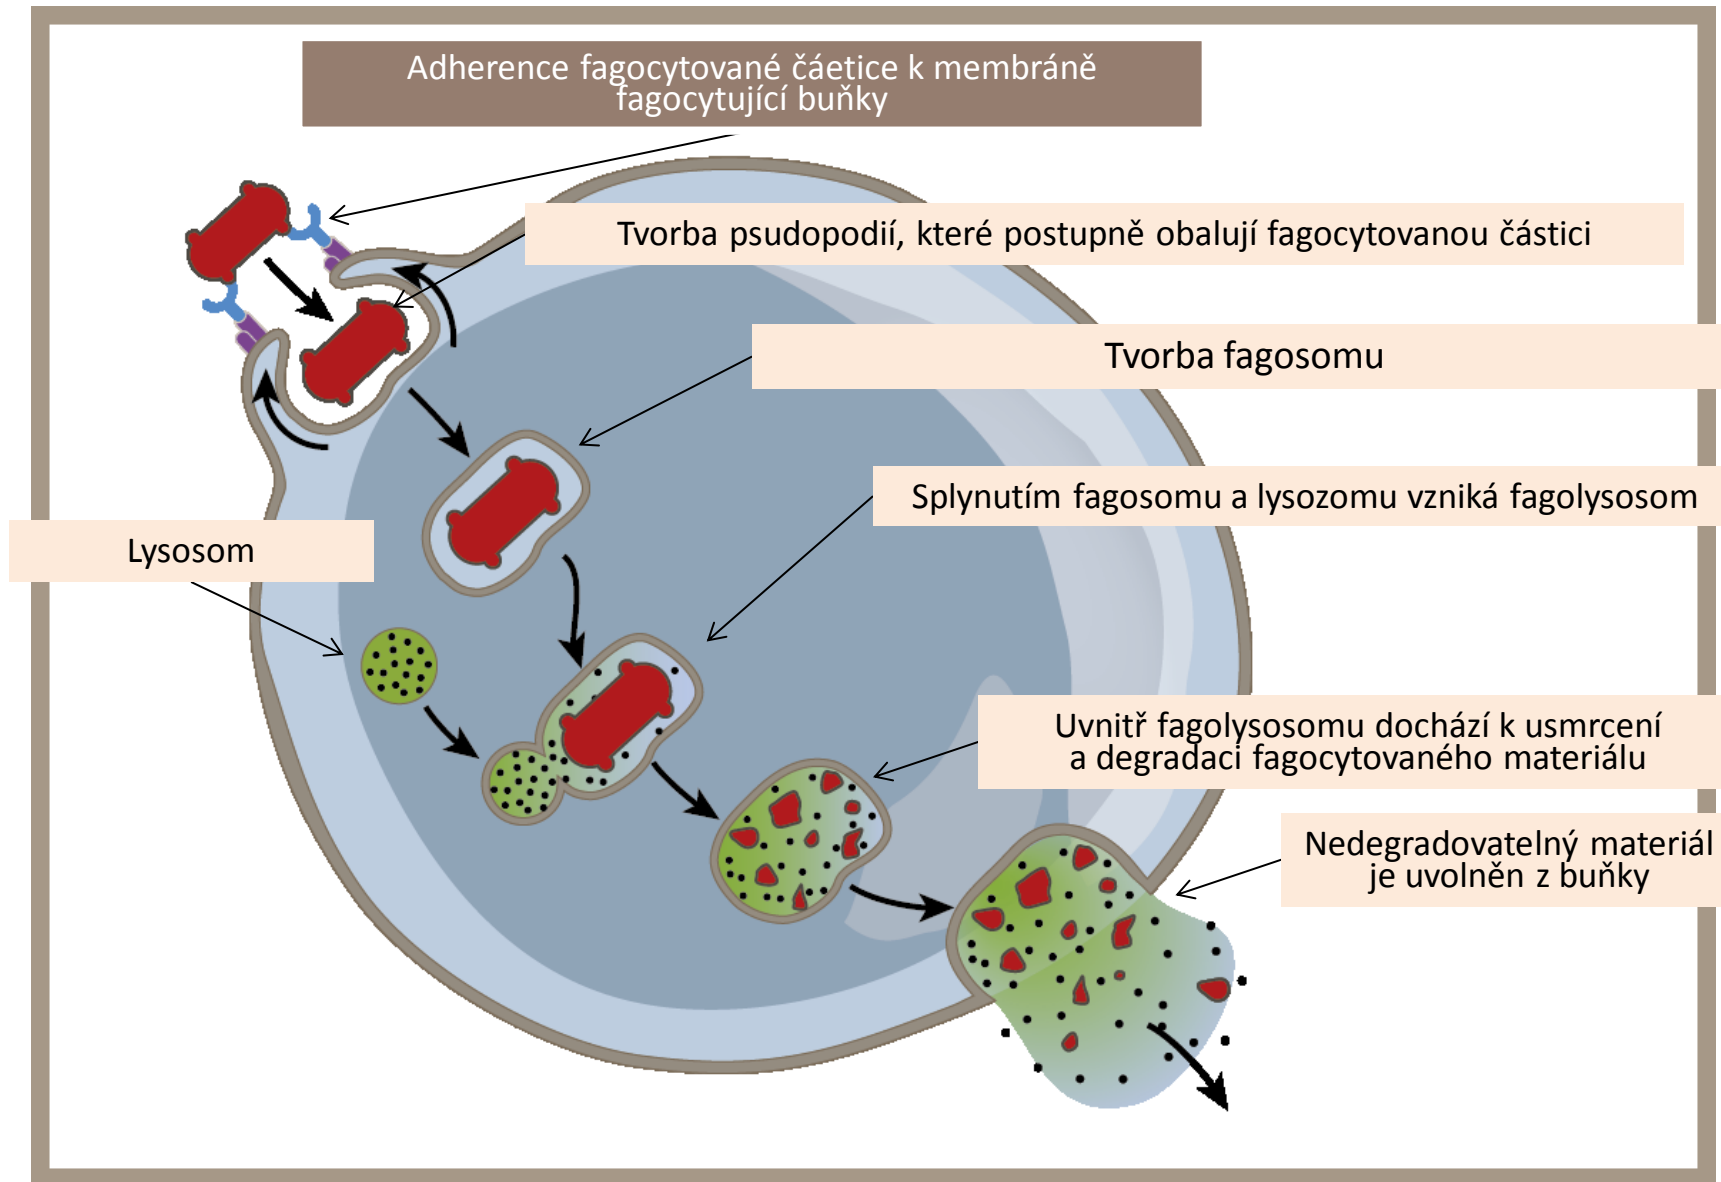 Adherence fagocytované čáetice k membráně
fagocytující buňky
Tvorba psudopodií, které postupně obalují fagocytovanou částici
Tvorba fagosomu
Splynutím fagosomu a lysozomu vzniká fagolysosom
Lysosom
Uvnitř fagolysosomu dochází k usmrcení
a degradaci fagocytovaného materiálu
Nedegradovatelný materiál
je uvolněn z buňky